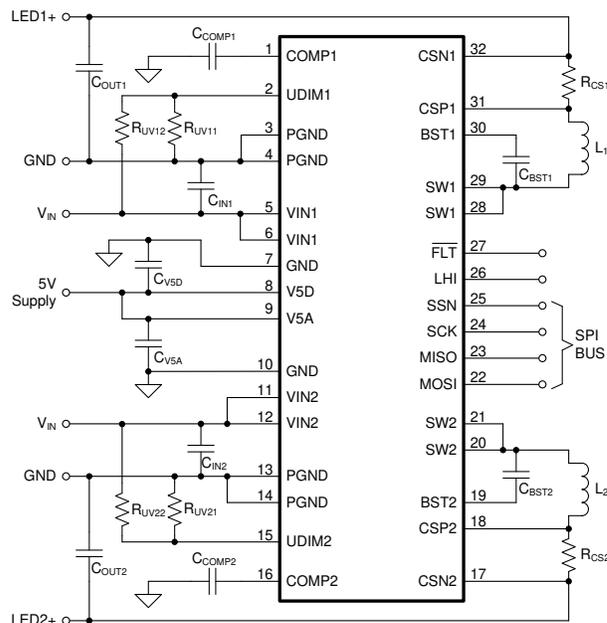 LED1+
C_COMP1
1 COMP1 CSN1 32
C_OUT1
R_CS1
2 UDIM1 CSP1 31
R_UV12 R_UV11
3 PGND BST1 30
L1
GND
4 PGND
C_BST1
C_IN1
SW1 29
V_IN
5 VIN1 SW1 28
6 VIN1
FLT 27
7 GND LHI 26
5V
Supply
C_V5D
8 V5D SSN 25
9 V5A SCK 24
SPI
BUS
C_V5A
MISO 23
10 GND MOSI 22
11 VIN2
V_IN
12 VIN2 SW2 21
SW2 20
C_IN2
GND
13 PGND
C_BST2
L2
14 PGND BST2 19
R_UV22 R_UV21
CSP2 18
15 UDIM2
R_CS2
C_COMP2
C_OUT2
16 COMP2 CSN2 17
LED2+